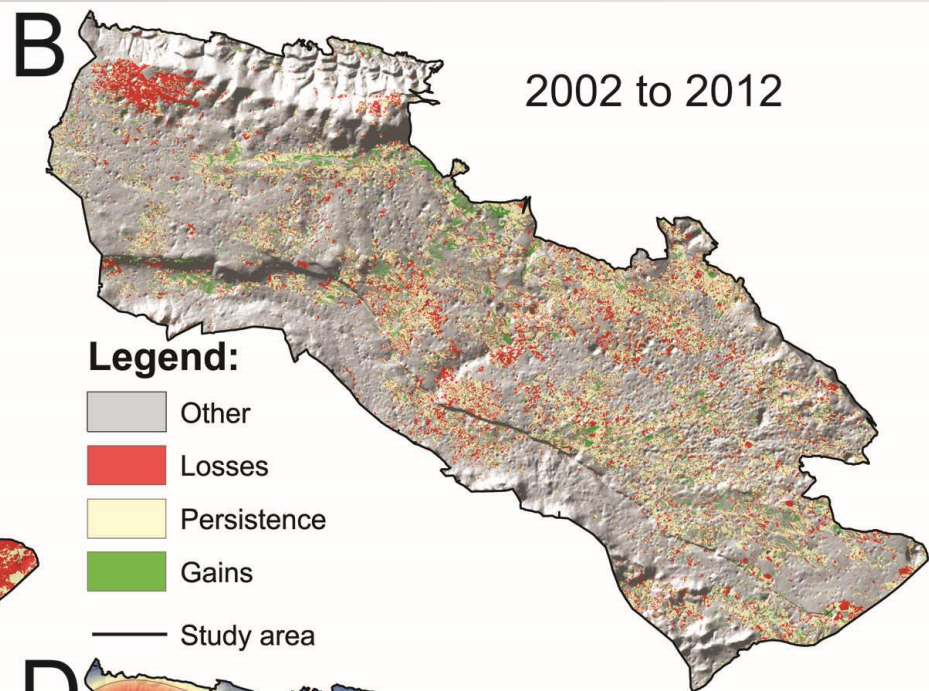 B
2002 to 2012
Legend:
Other
Losses
Persistence
Gains
Study area
D